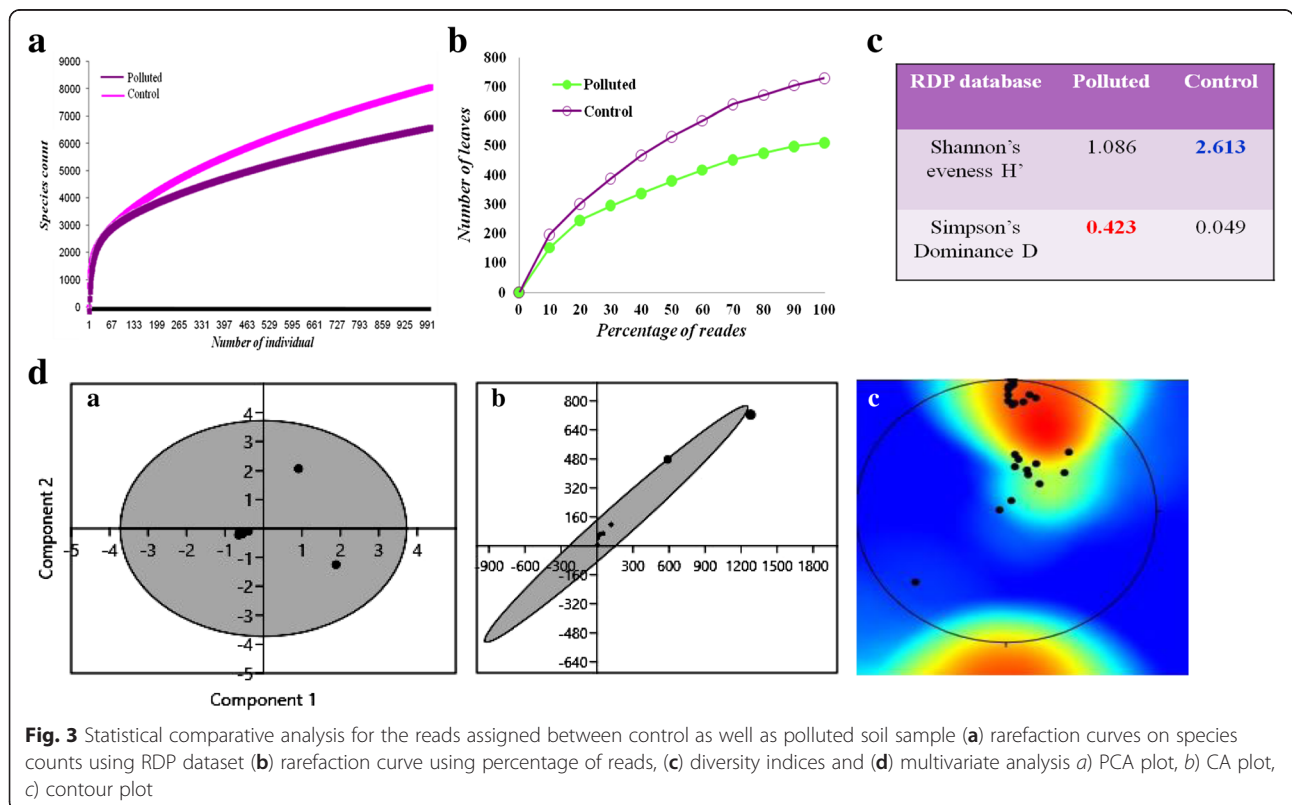 a
9000
8000
7000
6000
5000
4000
3000
2000
1000
0
Species count
Polluted
Control
1 67 133 199 265 331 397 463 529 595 661 727 793 859 925 991
Number of individual
b
800
700
600
500
400
300
200
100
0
Number of leaves
Polluted
Control
0 10 20 30 40 50 60 70 80 90 100
Percentage of reades
c
RDP database Polluted Control
Shannon's eveness H' 1.086 2.613
Simpson's Dominance D 0.423 0.049
d
a
4
3
2
1
-5 -4 -3 -2 -1 1 2 3 4
-1
-2
-3
-4
-5
Component 2
Component 1
b
800
640
480
320
160
-900 -600 -300 300 600 900 1200 1500 1800
-160
-320
-480
-640
c
Fig. 3 Statistical comparative analysis for the reads assigned between control as well as polluted soil sample (a) rarefaction curves on species
counts using RDP dataset (b) rarefaction curve using percentage of reads, (c) diversity indices and (d) multivariate analysis a) PCA plot, b) CA plot,
c) contour plot